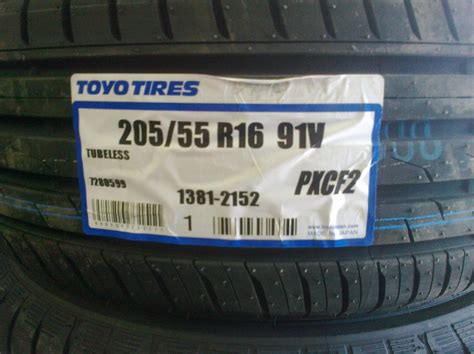 TOYO TIRES
205/55 R16 91V
TUBELESS
7280599
1381-2152
PXCF2
1
MADE IN JAPAN